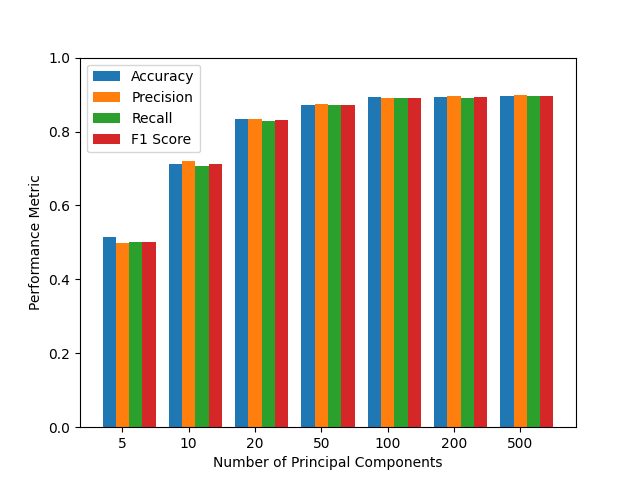 Accuracy
Precision
Recall
F1 Score
Performance Metric
1.0
0.8
0.6
0.4
0.2
0.0
5 10 20 50 100 200 500
Number of Principal Components